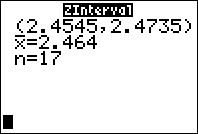 ZInterval
(2.4545,2.4735)
x̄=2.464
n=17